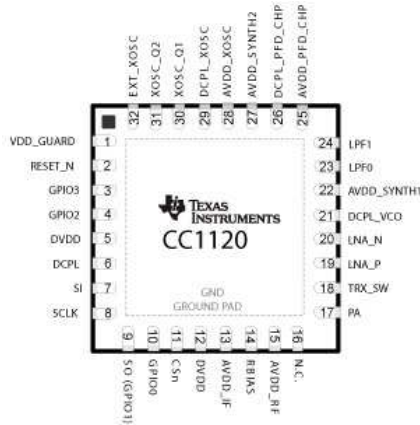 EXT_XOSC
XOSC_Q2
XOSC_Q1
DCPL_XOSC
AVDD_XOSC
AVDD_SYNTH2
DCPL_PFD_CHP
AVDD_PFD_CHP
32 31 30 29 28 27 26 25
VDD_GUARD 1
RESET_N 2
GPIO3 3
GPIO2 4
DVDD 5
DCPL 6
SI 7
SCLK 8
24 LPF1
23 LPF0
22 AVDD_SYNTH1
21 DCPL_VCO
20 LNA_N
19 LNA_P
18 TRX_SW
17 PA
TEXAS
INSTRUMENTS
CC1120
GND
GROUND PAD
9 10 11 12 13 14 15 16
SO (GPIO1)
GPIO0
CSn
DVDD
AVDD_IF
RBIAS
AVDD_RF
N.C.